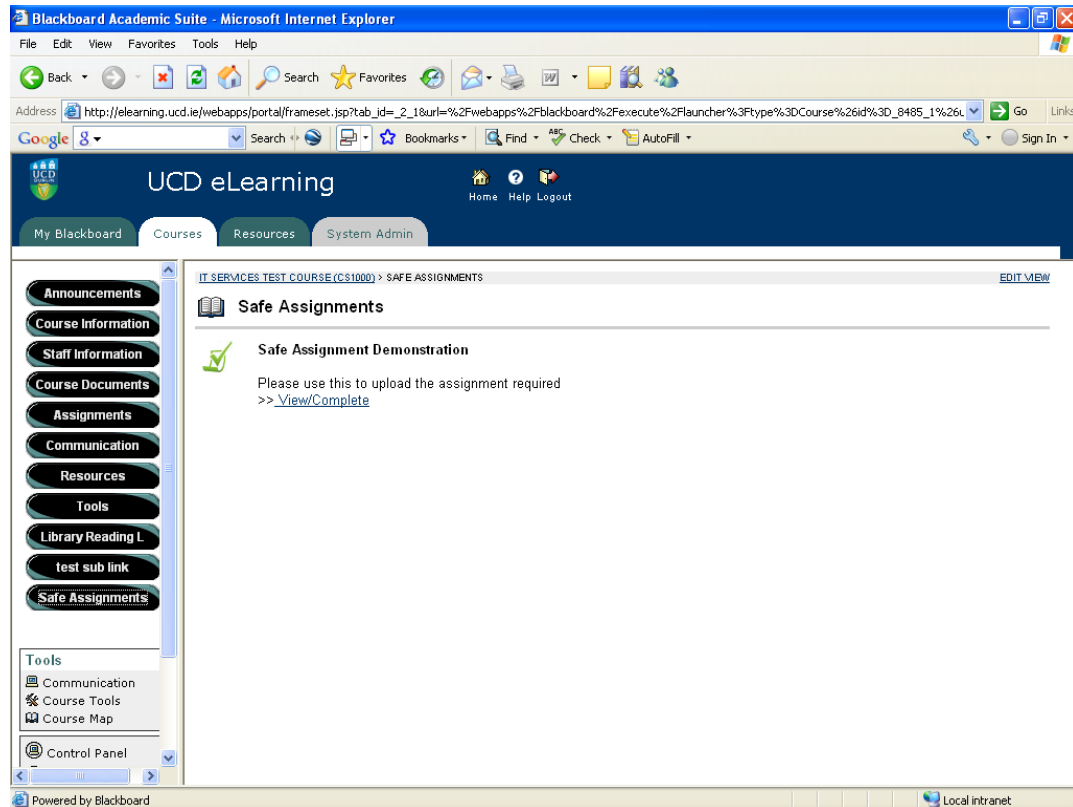 Blackboard Academic Suite - Microsoft Internet Explorer
File Edit View Favorites Tools Help
Back Search Favorites
Address http://elearning.ucd.ie/webapps/portal/frameset.jsp?tab_id=_2_1&url=%2Fwebapps%2Fblackboard%2Fexecute%2Flauncher%3Ftype%3DCourse%26id%3D_8485_1%26u Go Links
Google Search Bookmarks Find Check AutoFill Sign In
UCD
DUBLIN
UCD eLearning
Home Help Logout
My Blackboard Courses Resources System Admin
IT SERVICES TEST COURSE (CS1000) > SAFE ASSIGNMENTS EDIT VIEW
Safe Assignments
Safe Assignment Demonstration
Please use this to upload the assignment required
>> View/Complete
Announcements
Course Information
Staff Information
Course Documents
Assignments
Communication
Resources
Tools
Library Reading L
test sub link
Safe Assignments
Tools
Communication
Course Tools
Course Map
Control Panel
Powered by Blackboard Local intranet